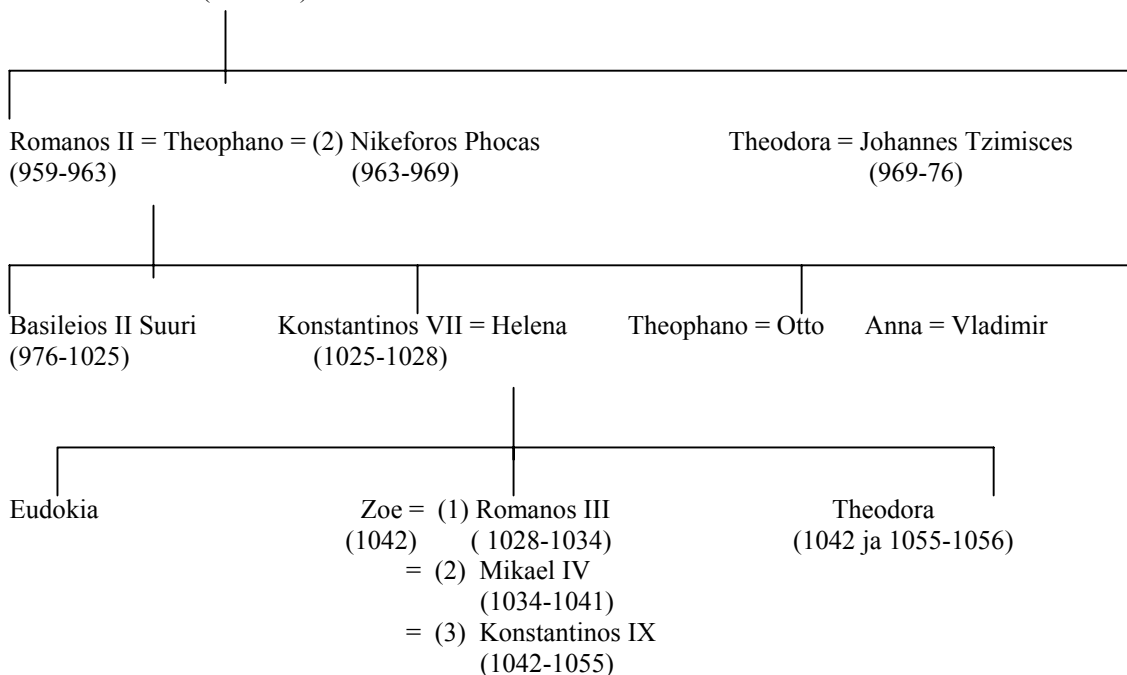 Romanos II = Theophano = (2) Nikeforos Phocas Theodora = Johannes Tzimisces
(959-963) (963-969) (969-76)
Basileios II Suuri Konstantinos VII = Helena Theophano = Otto Anna = Vladimir
(976-1025) (1025-1028)
Eudokia Zoe = (1) Romanos III Theodora
(1042) ( 1028-1034) (1042 ja 1055-1056)
= (2) Mikael IV
(1034-1041)
= (3) Konstantinos IX
(1042-1055)